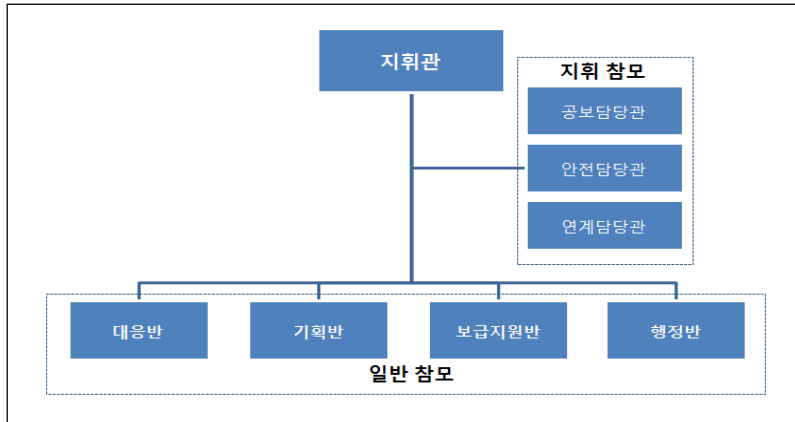 지휘관
지휘 참모
공보담당관
안전담당관
연계담당관
대응반
기획반
보급지원반
행정반
일반 참모